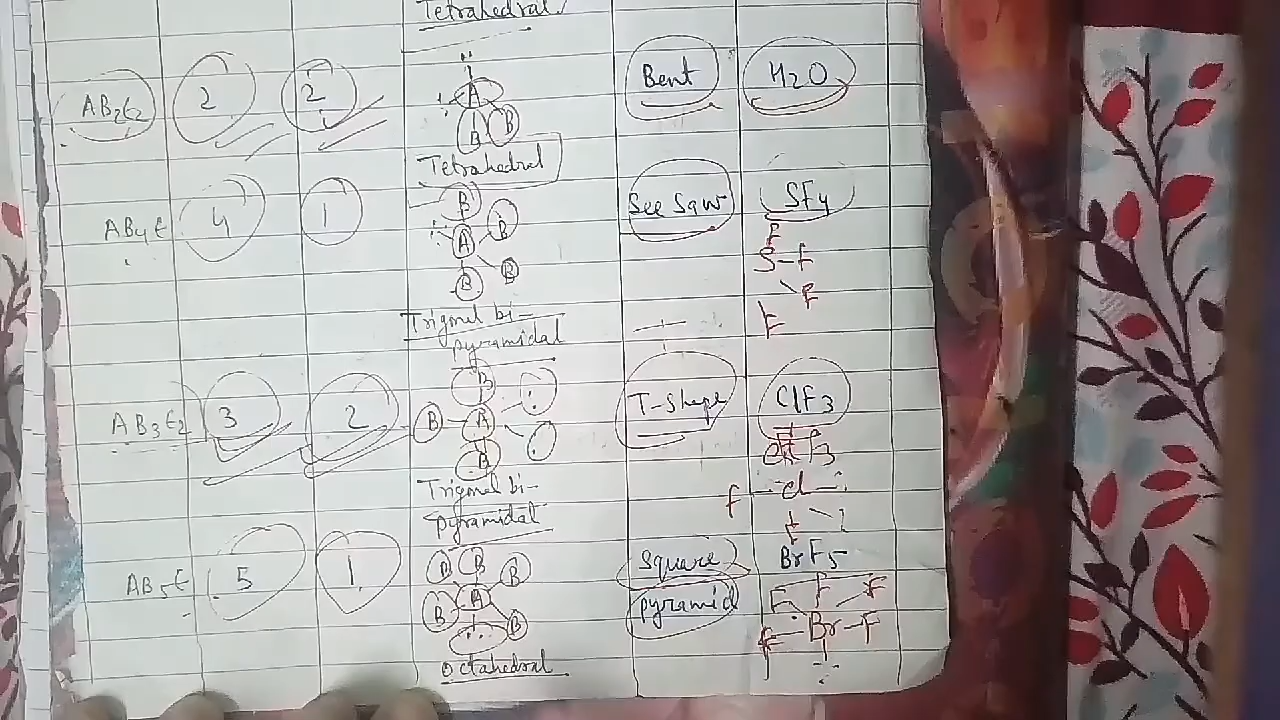 Tetrahedral
AB2E2 2 2 Bent H2O
A
B B
Tetrahedral
AB4E 4 1 See Saw SF4
B
B
A
B
B
F
S-F
F
F
Trigonal bi-
pyramidal
AB3E2 3 2 T-Shape ClF3
B
B A
B
F3
F Cl
F
Trigonal bi-
pyramidal
AB5E 5 1 Square BrF5
pyramid
B B B
A
B B
F F F
F Br-F
Octahedral